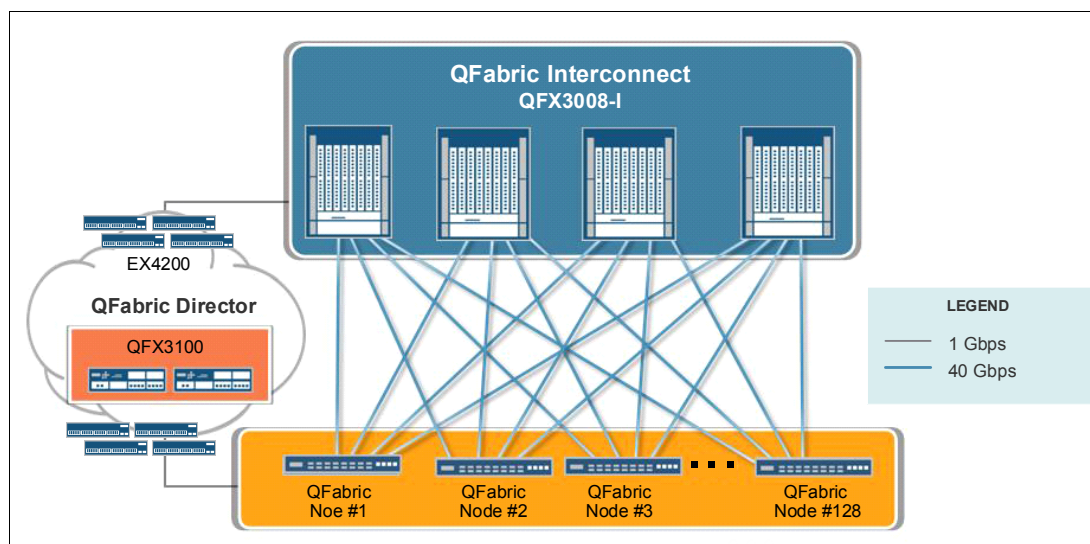 QFabric Interconnect
QFX3008-I
EX4200
QFabric Director
QFX3100
LEGEND
1 Gbps
40 Gbps
QFabric
Noe #1
QFabric
Node #2
QFabric
Node #3
QFabric
Node #128